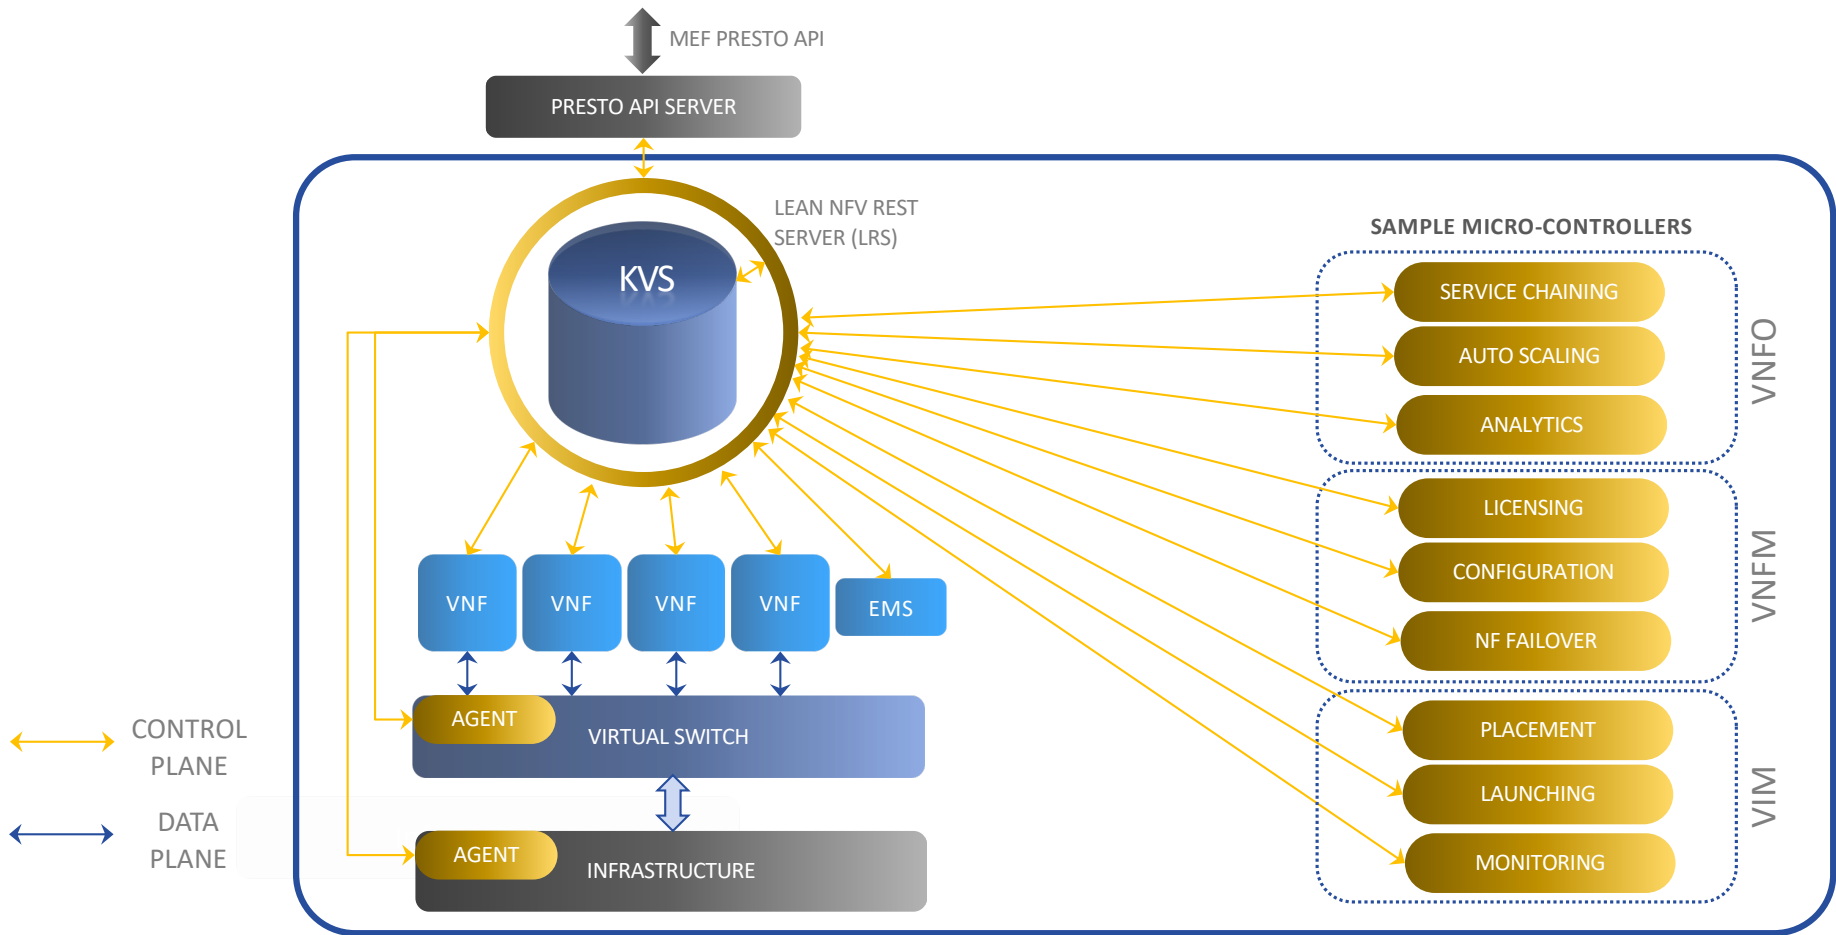 MEF PRESTO API
PRESTO API SERVER
LEAN NFV REST
SERVER (LRS)
KVS
SAMPLE MICRO-CONTROLLERS
SERVICE CHAINING
AUTO SCALING
ANALYTICS
VNFO
LICENSING
CONFIGURATION
NF FAILOVER
VNFM
PLACEMENT
LAUNCHING
MONITORING
VIM
VNF
VNF
VNF
VNF
EMS
AGENT
VIRTUAL SWITCH
AGENT
INFRASTRUCTURE
CONTROL
PLANE
DATA
PLANE